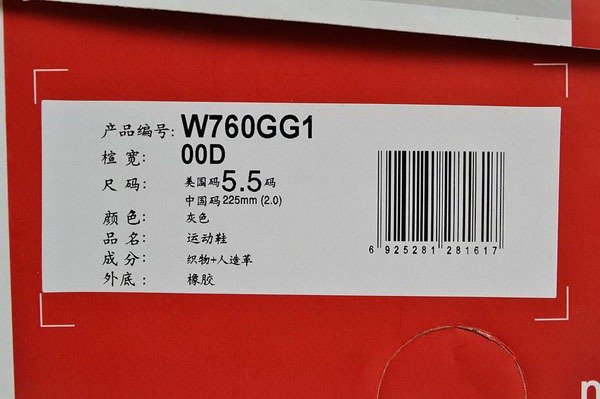 产品编号: W760GG1
楦宽: 00D
尺码: 美国码5.5码
中国码225mm (2.0)
颜色: 灰色
品名: 运动鞋
成分: 织物+人造革
外底: 橡胶
6 925281 281617